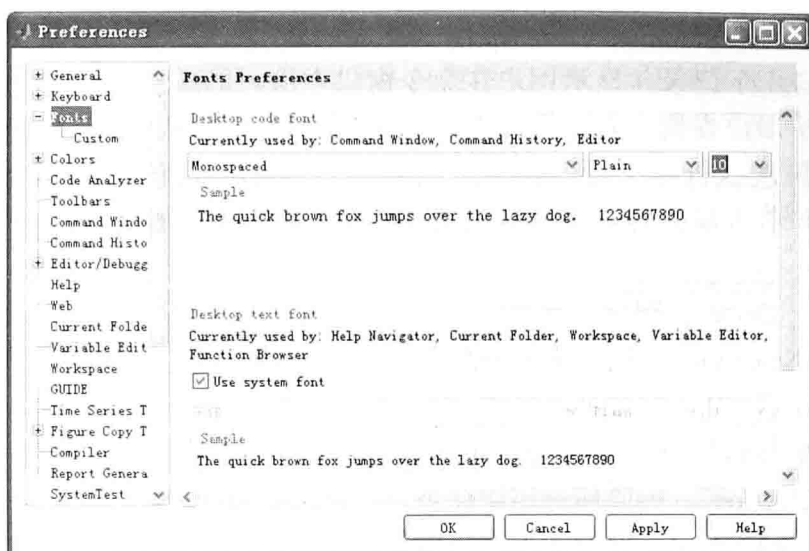 Preferences
General
Keyboard
Fonts
Custom
Colors
Code Analyzer
Toolbars
Command Windo
Command Histo
Editor/Debugg
Help
Web
Current Folde
Variable Edit
Workspace
GUIDE
Time Series T
Figure Copy T
Compiler
Report Genera
SystemTest
Fonts Preferences
Desktop code font
Currently used by: Command Window, Command History, Editor
Monospaced Plain 10
Sample
The quick brown fox jumps over the lazy dog. 1234567890
Desktop text font
Currently used by: Help Navigator, Current Folder, Workspace, Variable Editor,
Function Browser
Use system font
Sample
The quick brown fox jumps over the lazy dog. 1234567890
OK Cancel Apply Help